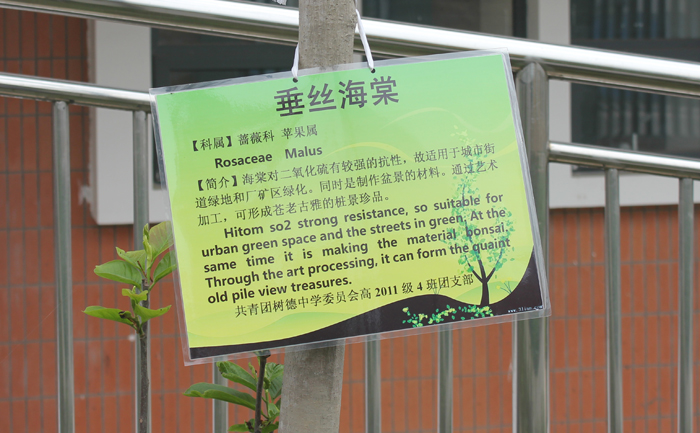 垂丝海棠
【科属】蔷薇科 苹果属
Rosaceae Malus
【简介】海棠对二氧化硫有较强的抗性，故适用于城市街
道绿地和厂矿区绿化。同时是制作盆景的材料。通过艺术
加工，可形成苍老古雅的桩景珍品。
Hitom so2 strong resistance, so suitable for
urban green space and the streets in green. At the
same time it is making the material bonsai.
Through the art processing, it can form the quaint
old pile view treasures.
共青团树德中学委员会高 2011 级 4 班团支部